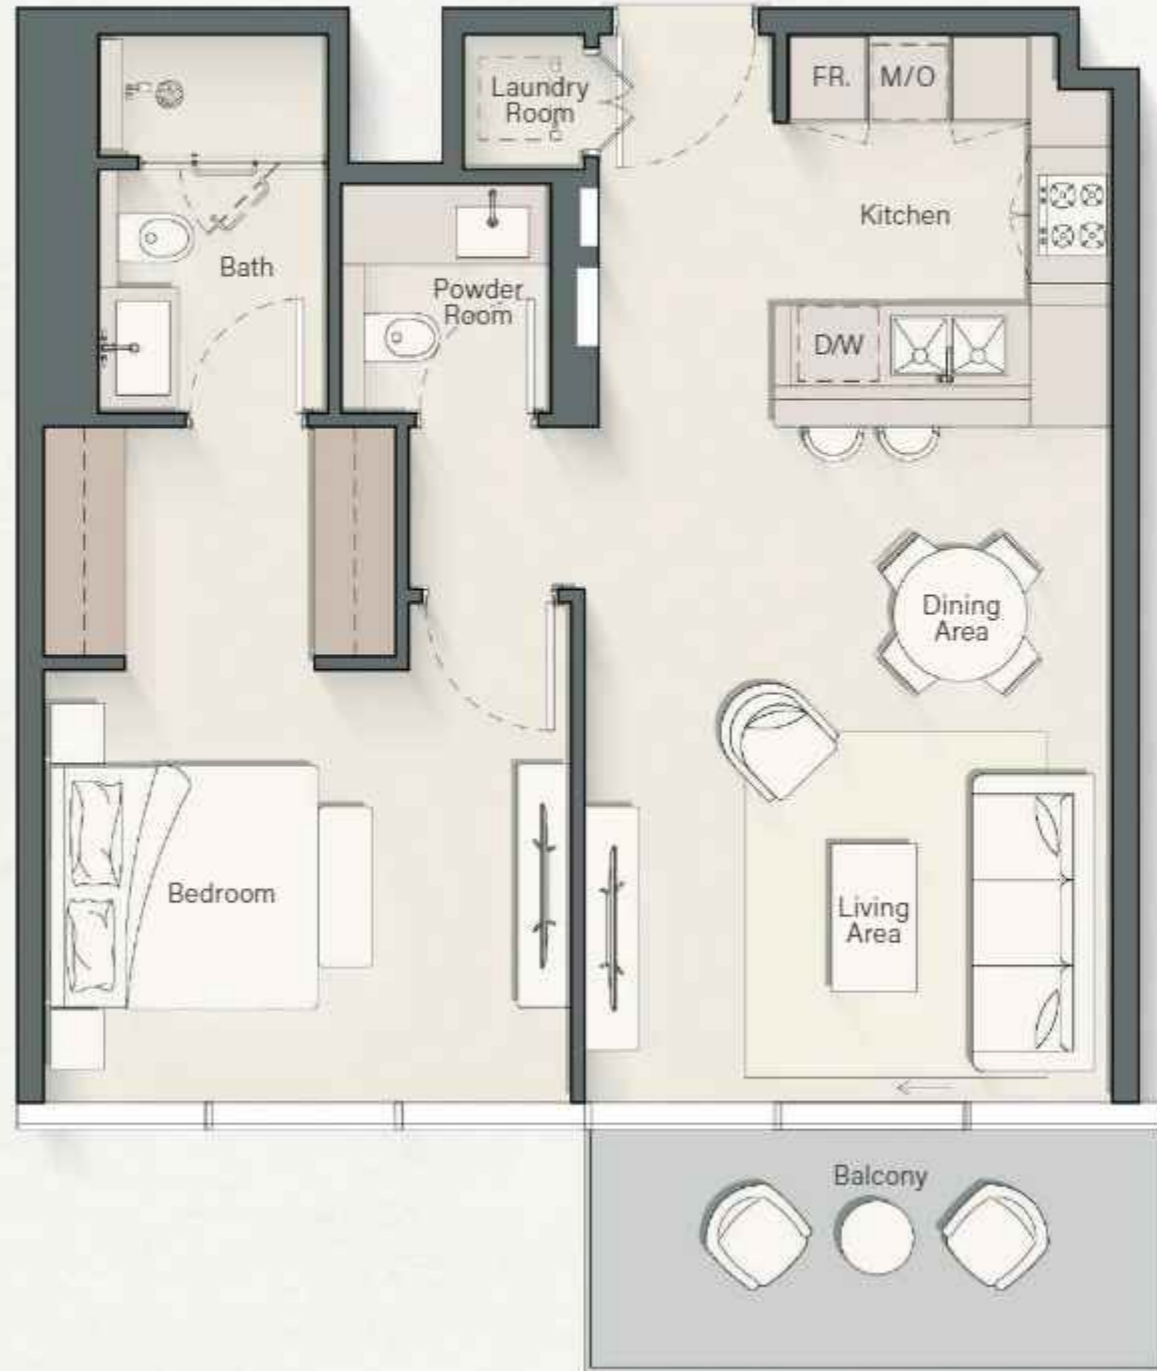 Laundry
Room
FR.
M/O
Kitchen
Bath
Powder
Room
D/W
Dining
Area
Bedroom
Living
Area
Balcony